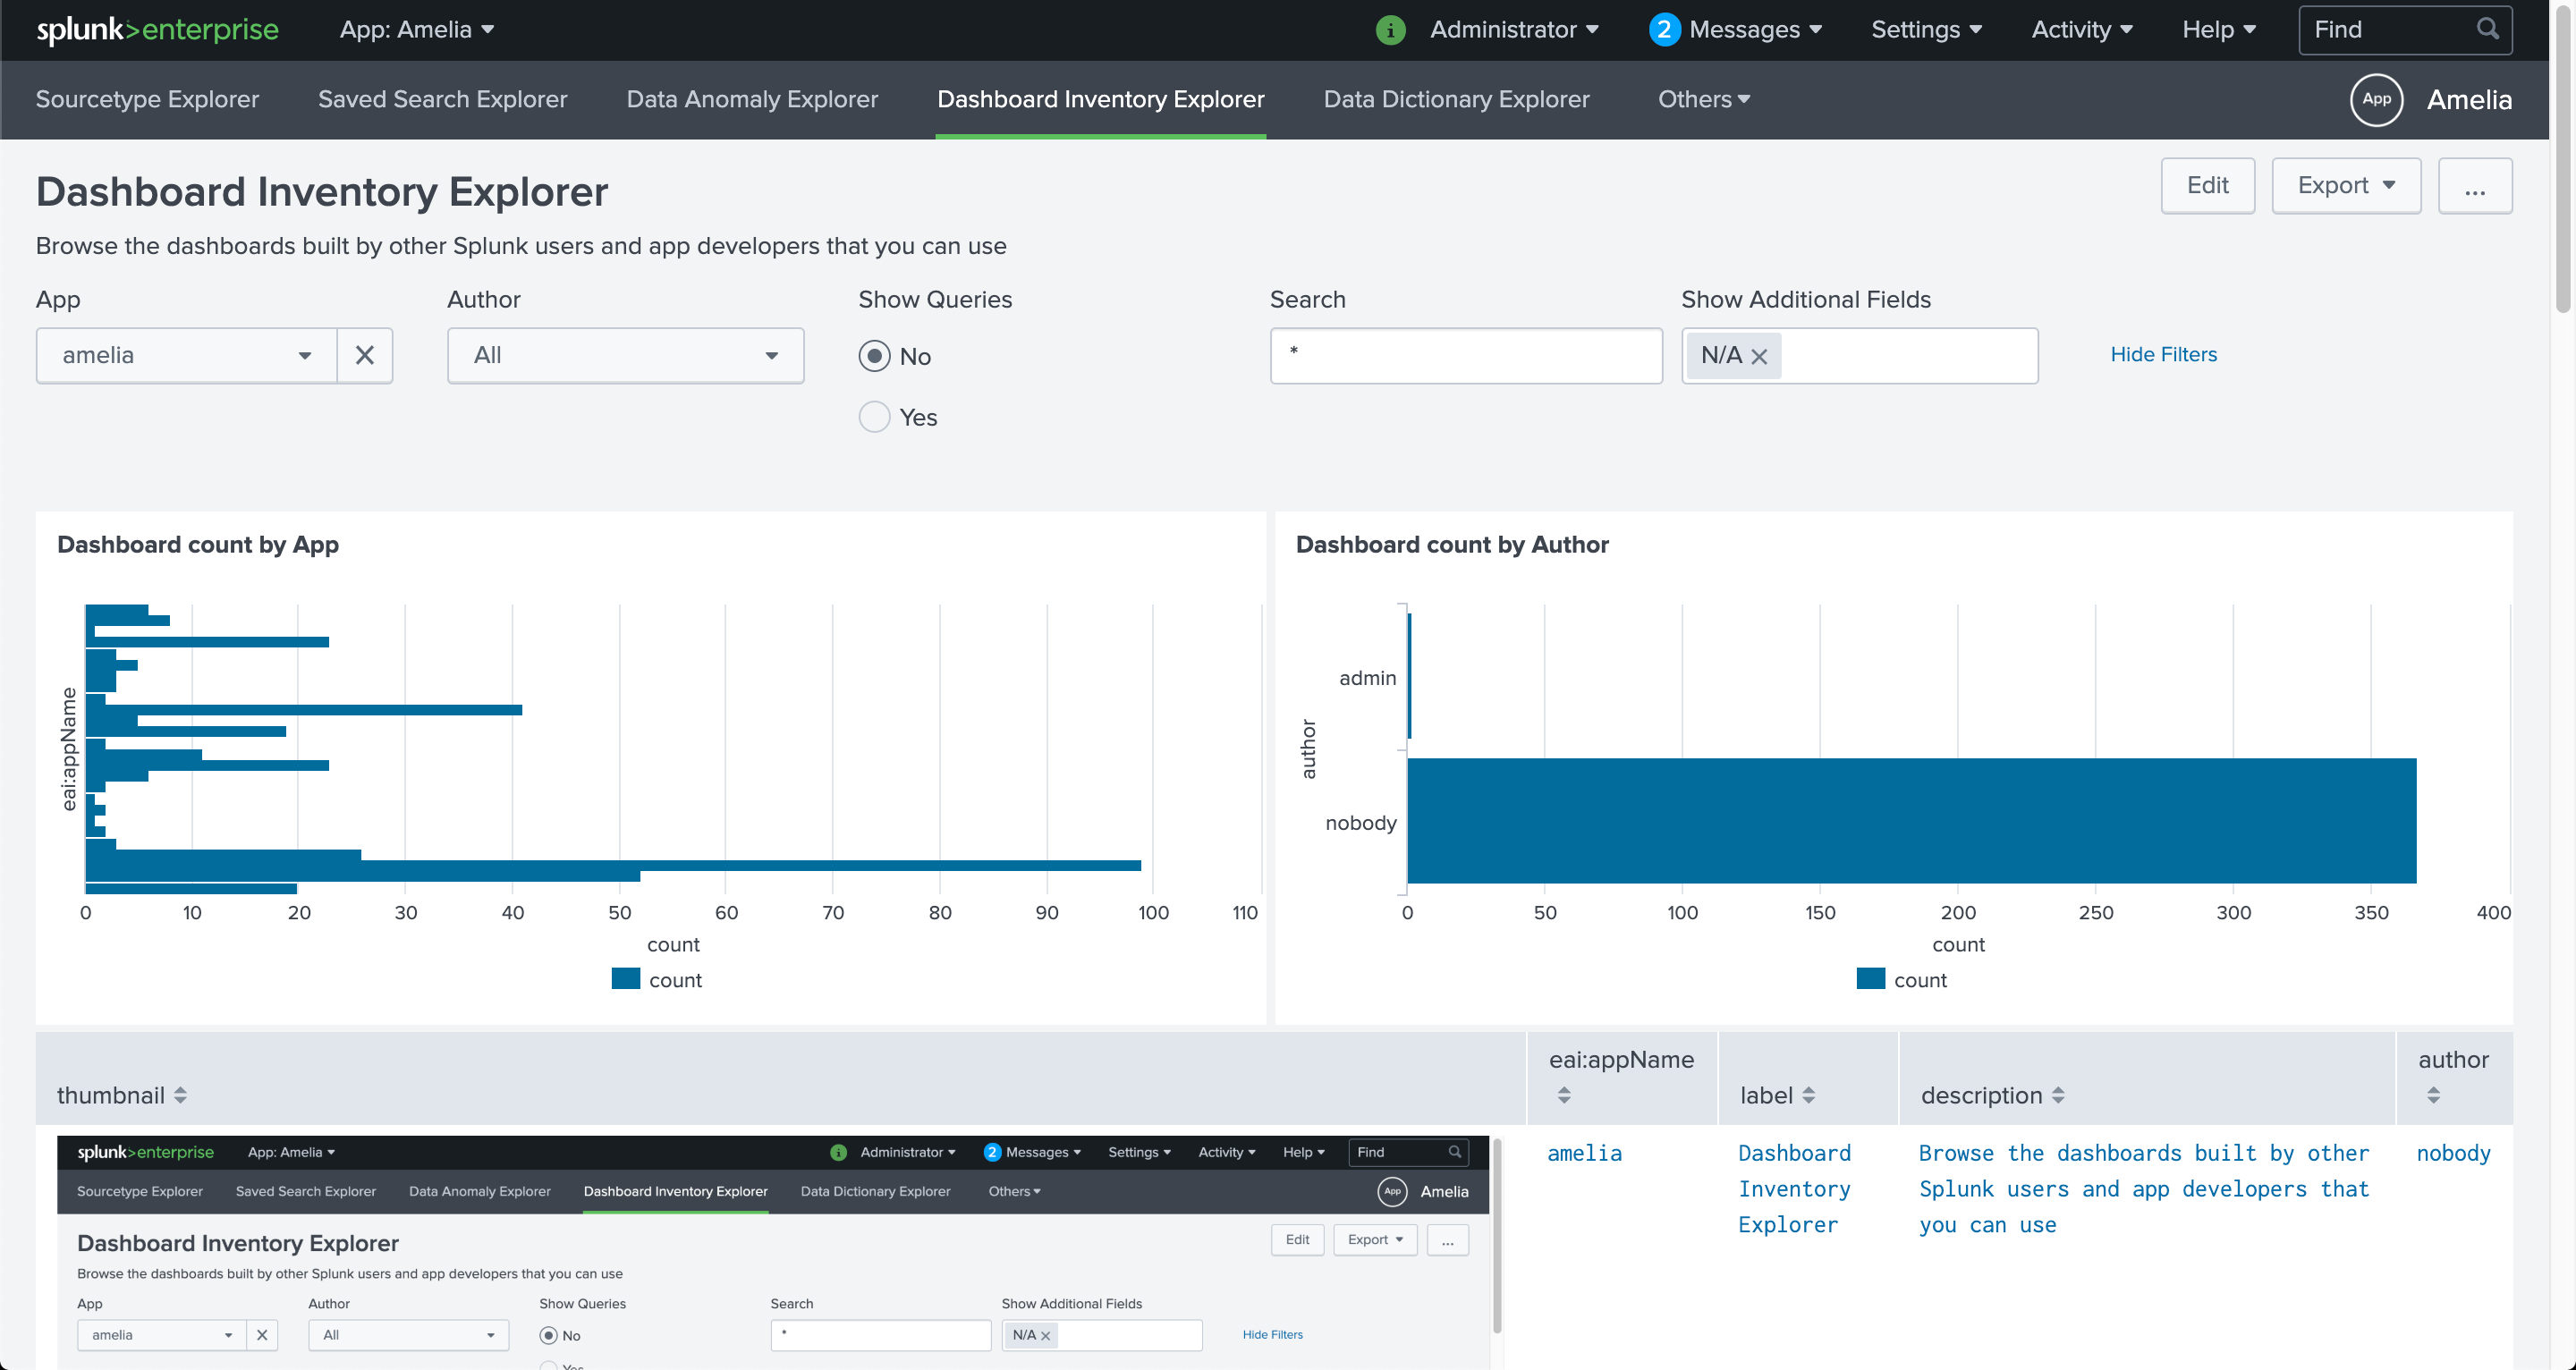 splunk>enterprise App: Amelia i Administrator 2 Messages Settings Activity Help Find
Sourcetype Explorer Saved Search Explorer Data Anomaly Explorer Dashboard Inventory Explorer Data Dictionary Explorer Others App Amelia
Dashboard Inventory Explorer Edit Export ...
Browse the dashboards built by other Splunk users and app developers that you can use
App Author Show Queries Search Show Additional Fields
amelia All No * N/A Hide Filters
Yes
Dashboard count by App
eai:appName
0 10 20 30 40 50 60 70 80 90 100 110
count
count
Dashboard count by Author
author
admin
nobody
0 50 100 150 200 250 300 350 400
count
count
thumbnail eai:appName label description author
splunk>enterprise App: Amelia i Administrator 2 Messages Settings Activity Help Find
Sourcetype Explorer Saved Search Explorer Data Anomaly Explorer Dashboard Inventory Explorer Data Dictionary Explorer Others App Amelia
Dashboard Inventory Explorer Edit Export ...
Browse the dashboards built by other Splunk users and app developers that you can use
App Author Show Queries Search Show Additional Fields
amelia All No * N/A Hide Filters
Yes
amelia
Dashboard
Inventory
Explorer
Browse the dashboards built by other
Splunk users and app developers that
you can use
nobody